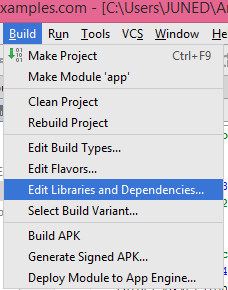 examples.com - [C:\Users\JUNED\An
Build Run Tools VCS Window He
Make Project Ctrl+F9
Make Module 'app'
Clean Project
Rebuild Project
Edit Build Types...
Edit Flavors...
Edit Libraries and Dependencies...
Select Build Variant...
Build APK
Generate Signed APK...
Deploy Module to App Engine...